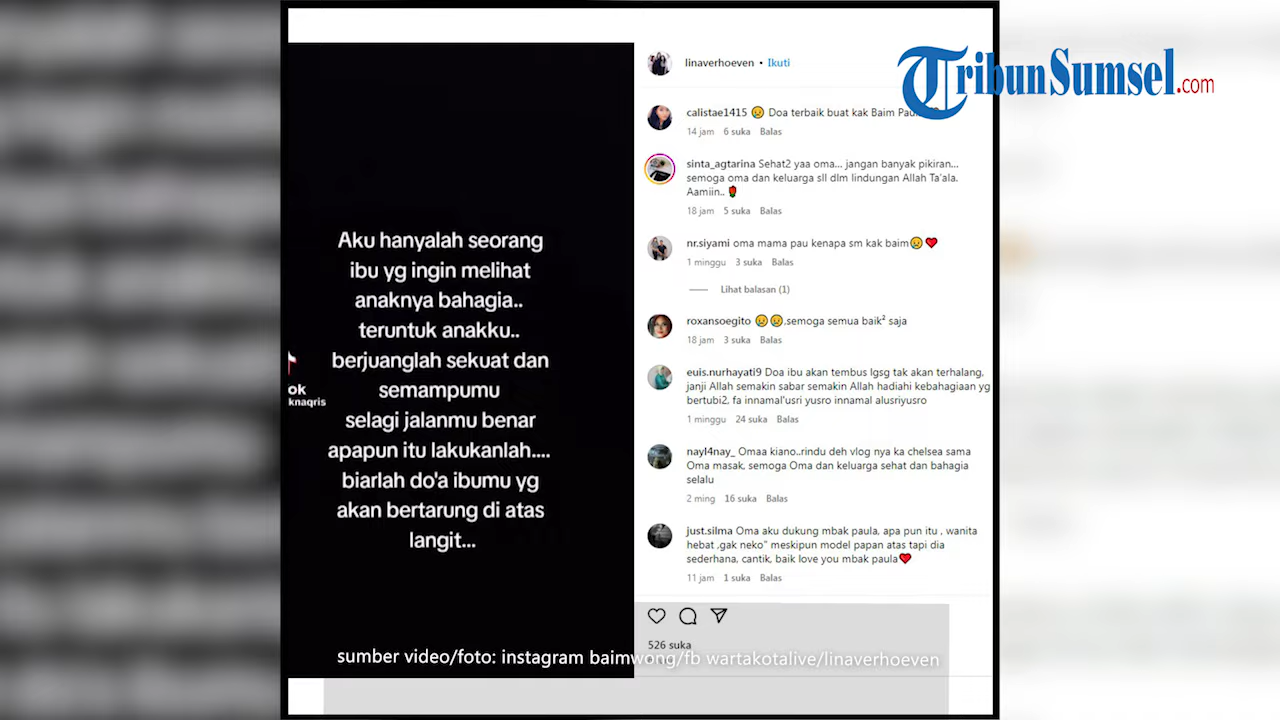 TribunSumsel.com
Aku hanyalah seorang
ibu yg ingin melihat
anaknya bahagia..
teruntuk anakku..
berjuanglah sekuat dan
semampumu
selagi jalanmu benar
apapun itu lakukanlah....
biarlah do'a ibumu yg
akan bertarung di atas
langit...
ok
knaqris
linaverhoeven • Ikuti
calistae1415 😢 Doa terbaik buat kak Baim
14 jam 6 suka Balas
sinta_agtarina Sehat2 yaa oma... jangan banyak pikiran...
semoga oma dan keluarga sll dlm lindungan Allah Ta'ala.
Aamiin.. 🌹
18 jam 5 suka Balas
nr.siyami oma mama pau kenapa sm kak baim😢❤️
1 minggu 3 suka Balas
Lihat balasan (1)
roxansoegito 😢😢.semoga semua baik² saja
18 jam 3 suka Balas
euis.nurhayati9 Doa ibu akan tembus lgsg tak akan terhalang,
janji Allah semakin sabar semakin Allah hadiahi kebahagiaan yg
bertubi2, fa innamal'usri yusro innamal alusriyusro
1 minggu 24 suka Balas
nayl4nay_ Omaa kiano..rindu deh vlog nya ka chelsea sama
Oma masak, semoga Oma dan keluarga sehat dan bahagia
selalu
2 ming 16 suka Balas
just.silma Oma aku dukung mbak paula, apa pun itu , wanita
hebat ,gak neko" meskipun model papan atas tapi dia
sederhana, cantik, baik love you mbak paula❤️
11 jam 1 suka Balas
526 suka
sumber video/foto: instagram baimwong/fb wartakotalive/linaverhoeven